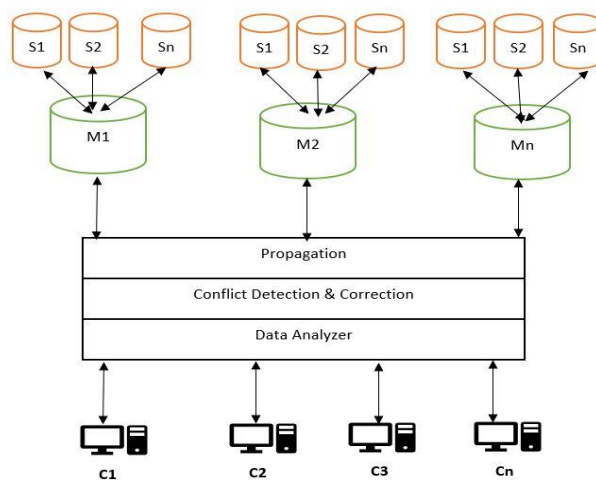 S1 S2 Sn S1 S2 Sn S1 S2 Sn
M1 M2 Mn
Propagation
Conflict Detection & Correction
Data Analyzer
C1 C2 C3 Cn